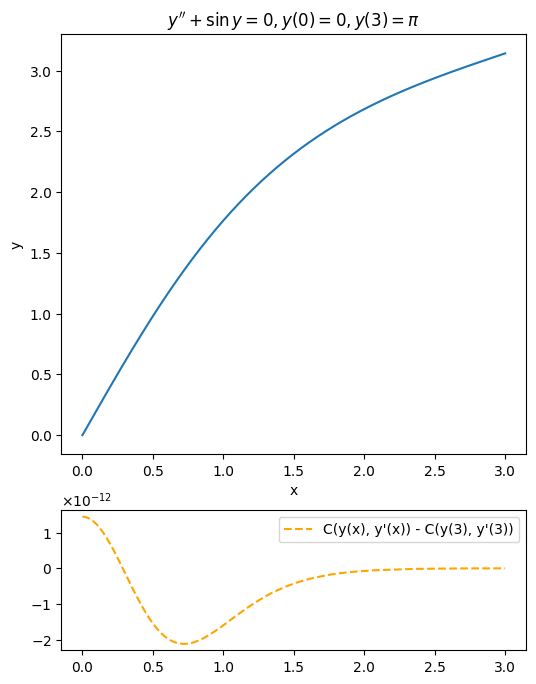 y′′ + sin y = 0, y(0) = 0, y(3) = π
3.0
2.5
2.0
1.5
1.0
0.5
0.0
y
0.0 0.5 1.0 1.5 2.0 2.5 3.0
x
×10⁻¹²
C(y(x), y'(x)) - C(y(3), y'(3))
1
0
−1
−2
0.0 0.5 1.0 1.5 2.0 2.5 3.0